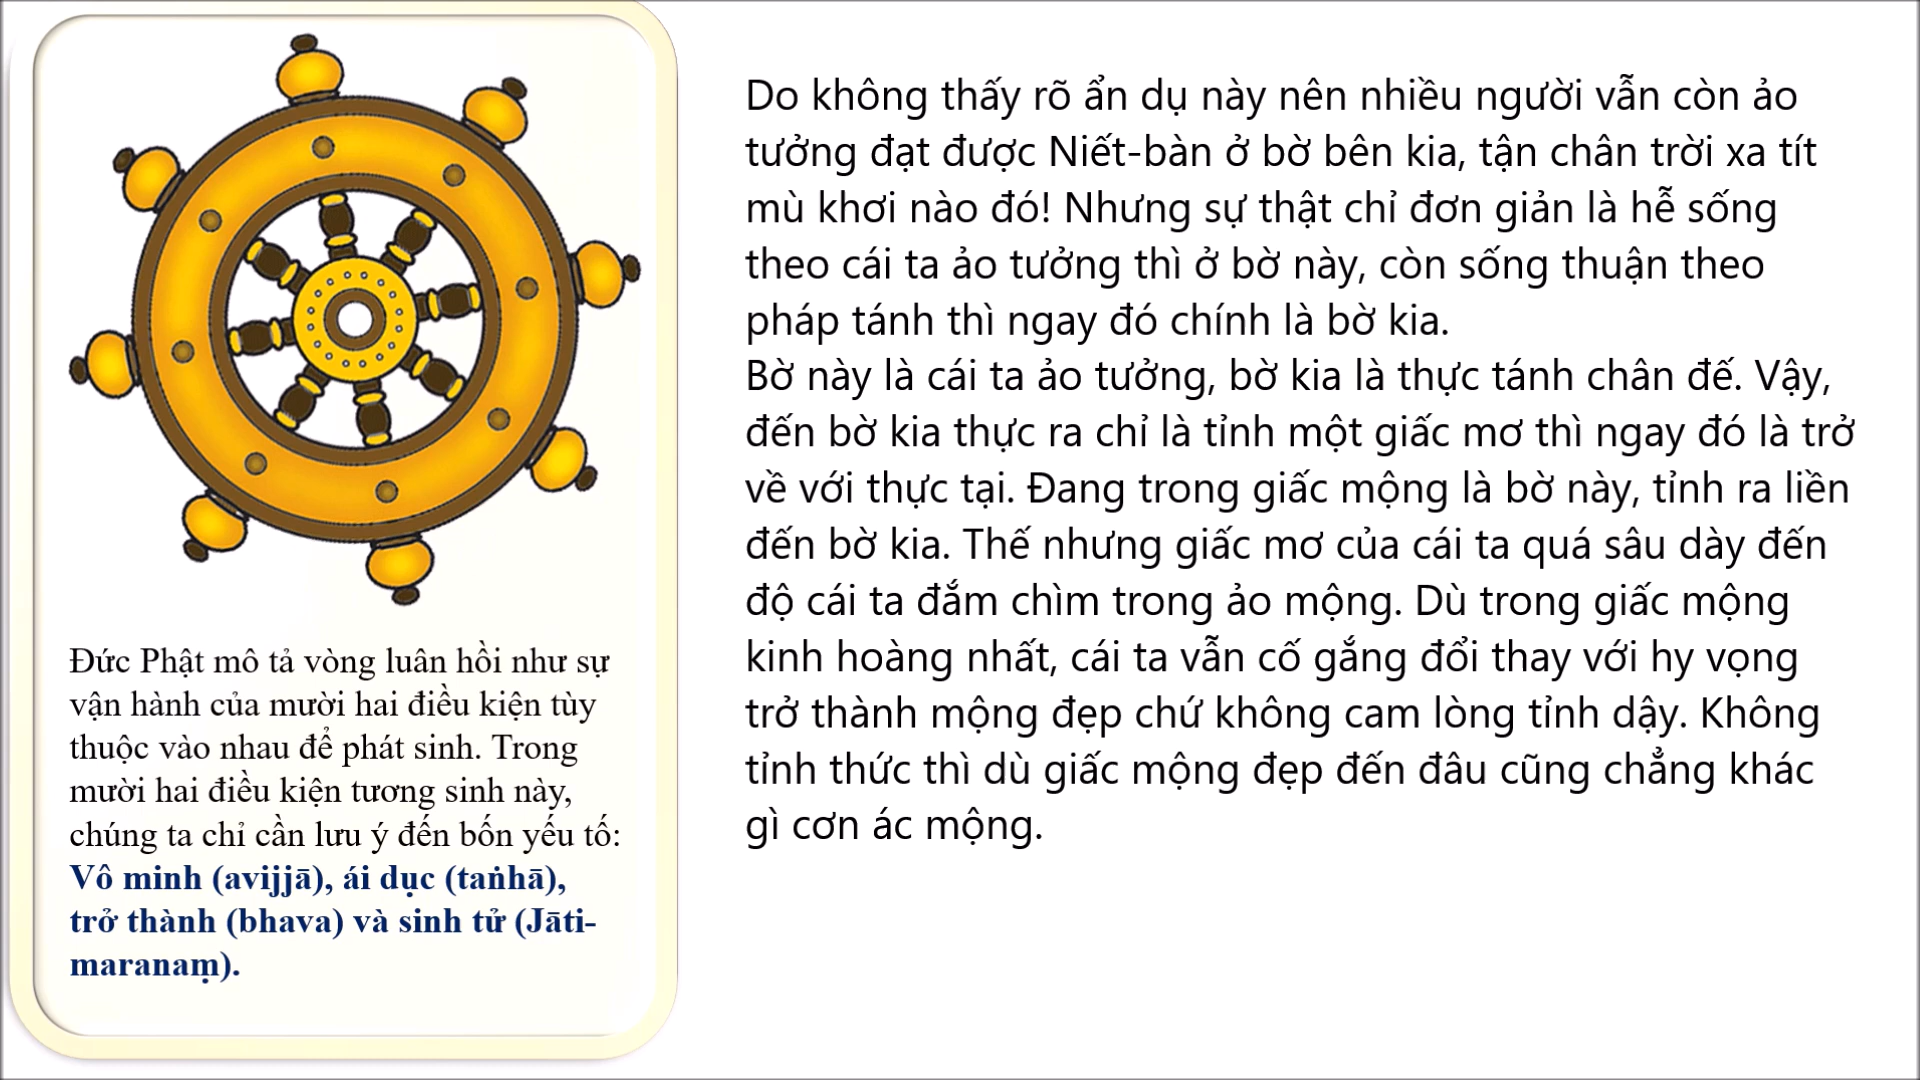 Đức Phật mô tả vòng luân hồi như sự
vận hành của mười hai điều kiện tùy
thuộc vào nhau để phát sinh. Trong
mười hai điều kiện tương sinh này,
chúng ta chỉ cần lưu ý đến bốn yếu tố:
Vô minh (avijjā), ái dục (taṅhā),
trở thành (bhava) và sinh tử (Jāti-
maranaṃ).
Do không thấy rõ ẩn dụ này nên nhiều người vẫn còn ảo
tưởng đạt được Niết-bàn ở bờ bên kia, tận chân trời xa tít
mù khơi nào đó! Nhưng sự thật chỉ đơn giản là hễ sống
theo cái ta ảo tưởng thì ở bờ này, còn sống thuận theo
pháp tánh thì ngay đó chính là bờ kia.
Bờ này là cái ta ảo tưởng, bờ kia là thực tánh chân đế. Vậy,
đến bờ kia thực ra chỉ là tỉnh một giấc mơ thì ngay đó là trở
về với thực tại. Đang trong giấc mộng là bờ này, tỉnh ra liền
đến bờ kia. Thế nhưng giấc mơ của cái ta quá sâu dày đến
độ cái ta đắm chìm trong ảo mộng. Dù trong giấc mộng
kinh hoàng nhất, cái ta vẫn cố gắng đổi thay với hy vọng
trở thành mộng đẹp chứ không cam lòng tỉnh dậy. Không
tỉnh thức thì dù giấc mộng đẹp đến đâu cũng chẳng khác
gì cơn ác mộng.